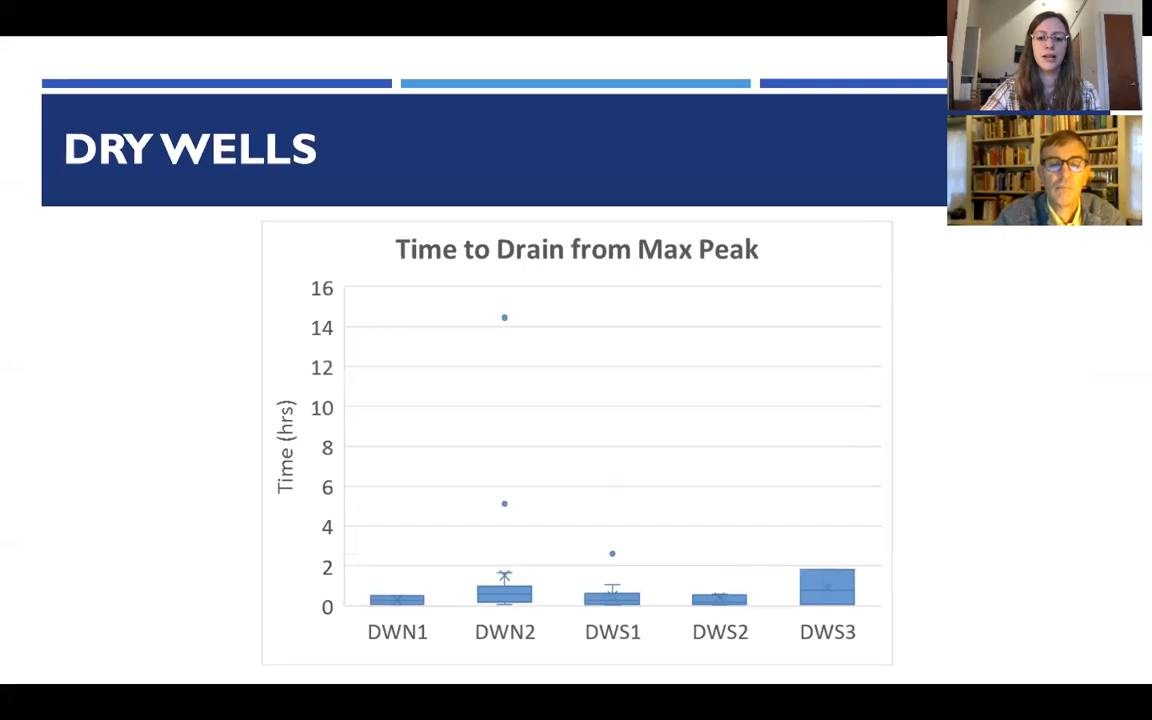 DRY WELLS
Time to Drain from Max Peak
16
14
12
10
8
6
4
2
0
Time (hrs)
DWN1 DWN2 DWS1 DWS2 DWS3